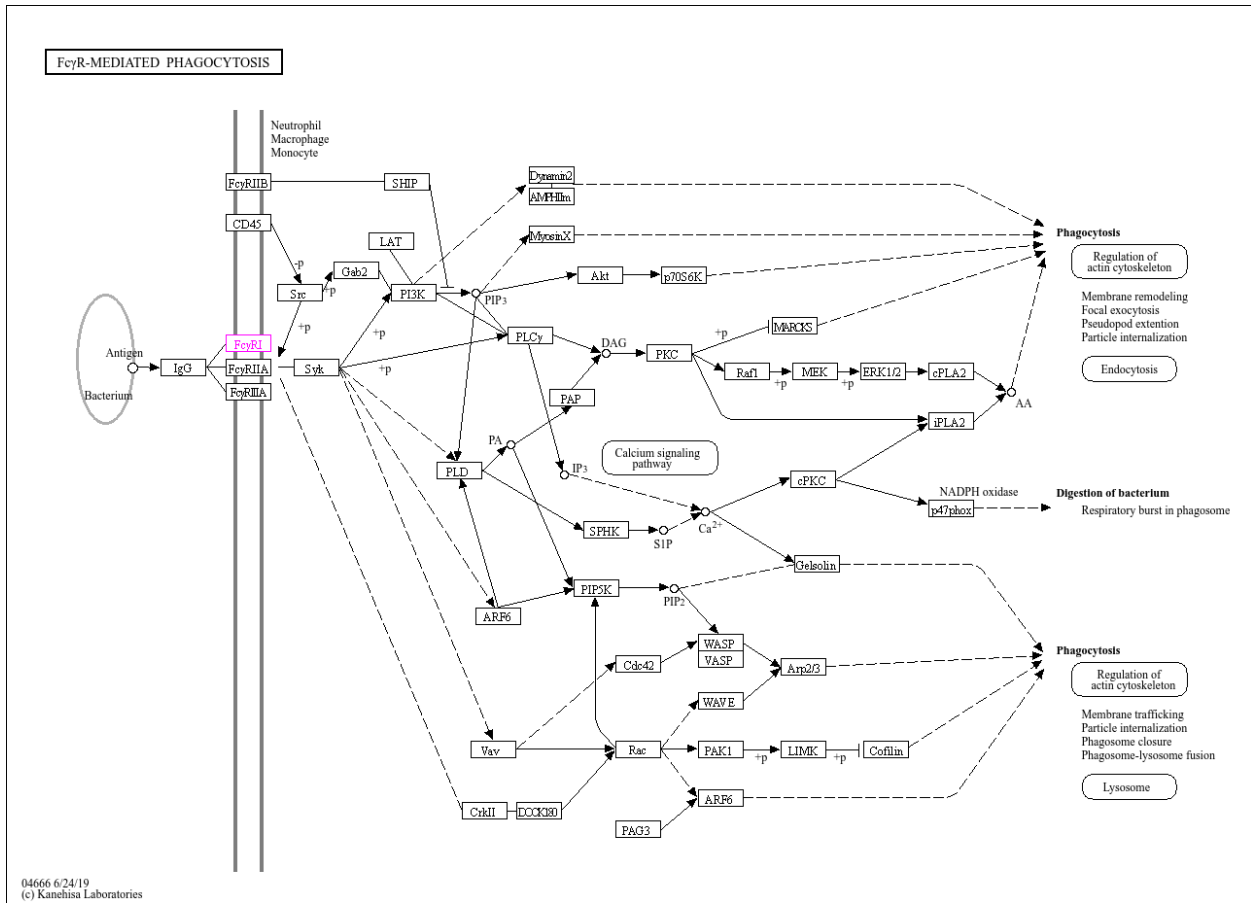 FcγR-MEDIATED PHAGOCYTOSIS
Neutrophil
Macrophage
Monocyte
FcγRIIB
SHIP
Dynamin2
AMPHIIm
CD45
LAT
MyosinX
Phagocytosis
-p
Gab2
Akt
p70S6K
Regulation of
actin cytoskeleton
Src
+p
PI3K
PIP3
Membrane remodeling
Focal exocytosis
Pseudopod extention
Particle internalization
+p
+p
PLCγ
DAG
+p
MARCKS
FcγRI
Antigen
IgG
FcγRIIA
Syk
+p
PKC
Raf1
MEK
ERK1/2
cPLA2
Endocytosis
+p
+p
Bacterium
FcγRIIIA
PAP
AA
iPLA2
PA
Calcium signaling
pathway
PLD
IP3
cPKC
NADPH oxidase
Digestion of bacterium
p47phox
Respiratory burst in phagosome
SPHK
S1P
Ca2+
Gelsolin
PIP5K
PIP2
ARF6
WASP
VASP
Cdc42
Arp2/3
Phagocytosis
Regulation of
actin cytoskeleton
WAVE
Membrane trafficking
Particle internalization
Phagosome closure
Phagosome-lysosome fusion
Vav
Rac
PAK1
+p
LIMK
+p
Cofilin
Lysosome
CrkII
DOCK180
ARF6
PAG3
04666 6/24/19
(c) Kanehisa Laboratories